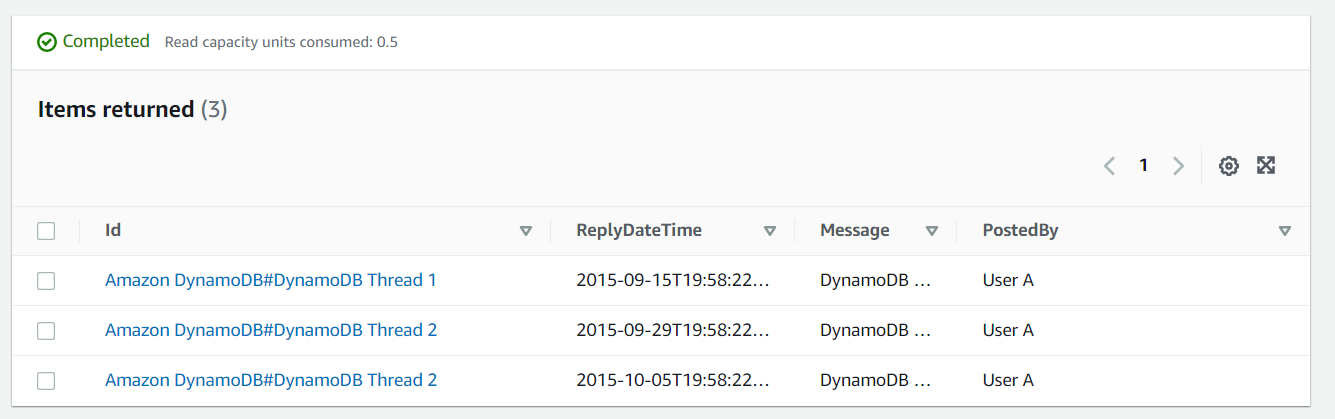 Completed Read capacity units consumed: 0.5
Items returned (3)
1
Id ReplyDateTime Message PostedBy
Amazon DynamoDB#DynamoDB Thread 1 2015-09-15T19:58:22… DynamoDB … User A
Amazon DynamoDB#DynamoDB Thread 2 2015-09-29T19:58:22… DynamoDB … User A
Amazon DynamoDB#DynamoDB Thread 2 2015-10-05T19:58:22… DynamoDB … User A